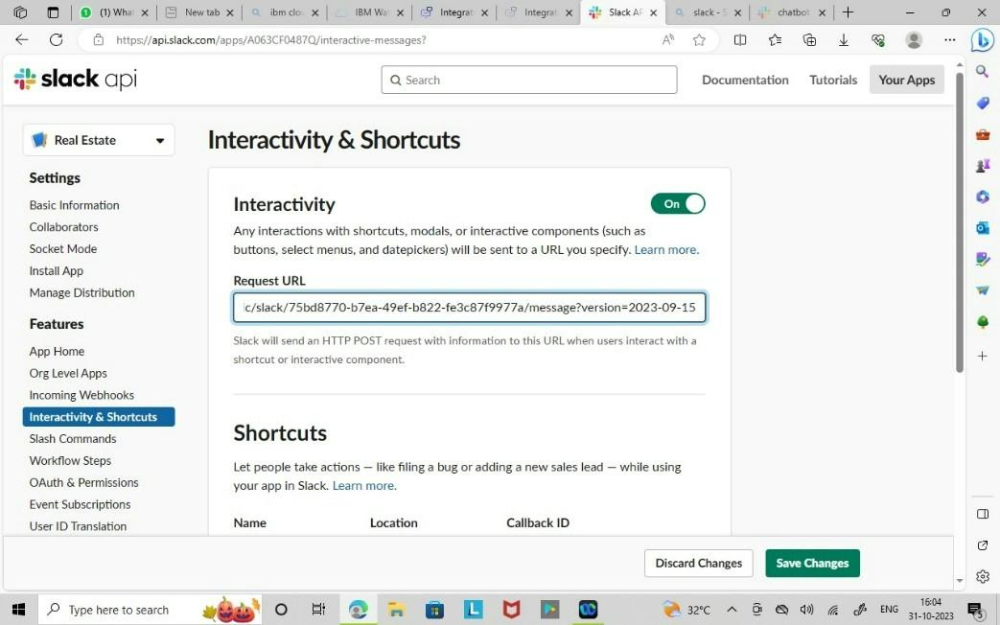 (1) What
New tab
ibm clo
IBM Wa
Integrat
Integrat
Slack AP
slack - S
chatbot
https://api.slack.com/apps/A063CF0487Q/interactive-messages?
slack api
Search
Documentation
Tutorials
Your Apps
Real Estate
Settings
Basic Information
Collaborators
Socket Mode
Install App
Manage Distribution
Features
App Home
Org Level Apps
Incoming Webhooks
Interactivity & Shortcuts
Slash Commands
Workflow Steps
OAuth & Permissions
Event Subscriptions
User ID Translation
Interactivity & Shortcuts
Interactivity
On
Any interactions with shortcuts, modals, or interactive components (such as
buttons, select menus, and datepickers) will be sent to a URL you specify. Learn more.
Request URL
c/slack/75bd8770-b7ea-49ef-b822-fe3c87f9977a/message?version=2023-09-15
Slack will send an HTTP POST request with information to this URL when users interact with a
shortcut or interactive component.
Shortcuts
Let people take actions — like filing a bug or adding a new sales lead — while using
your app in Slack. Learn more.
Name
Location
Callback ID
Discard Changes
Save Changes
Type here to search
32°C
ENG
16:04
31-10-2023